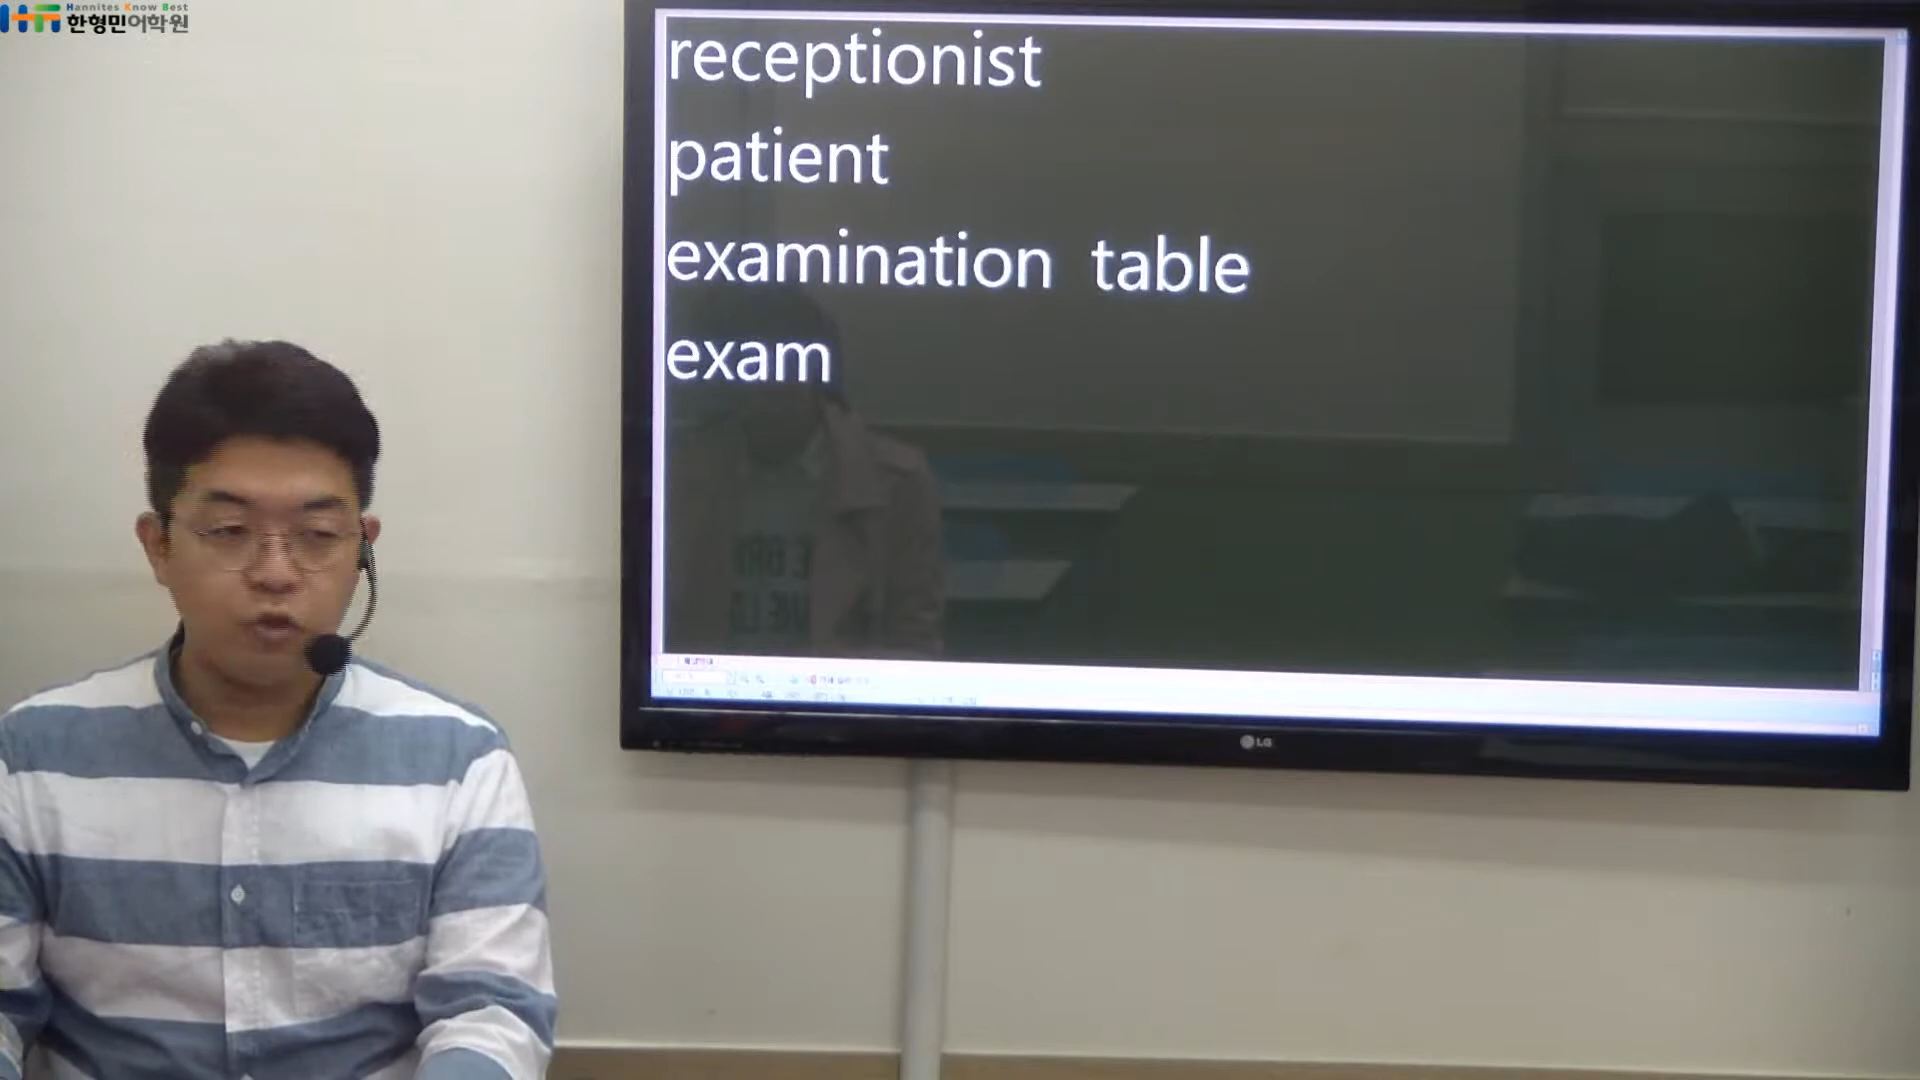 Hannites Know Best
한형민어학원
receptionist
patient
examination table
exam
LG